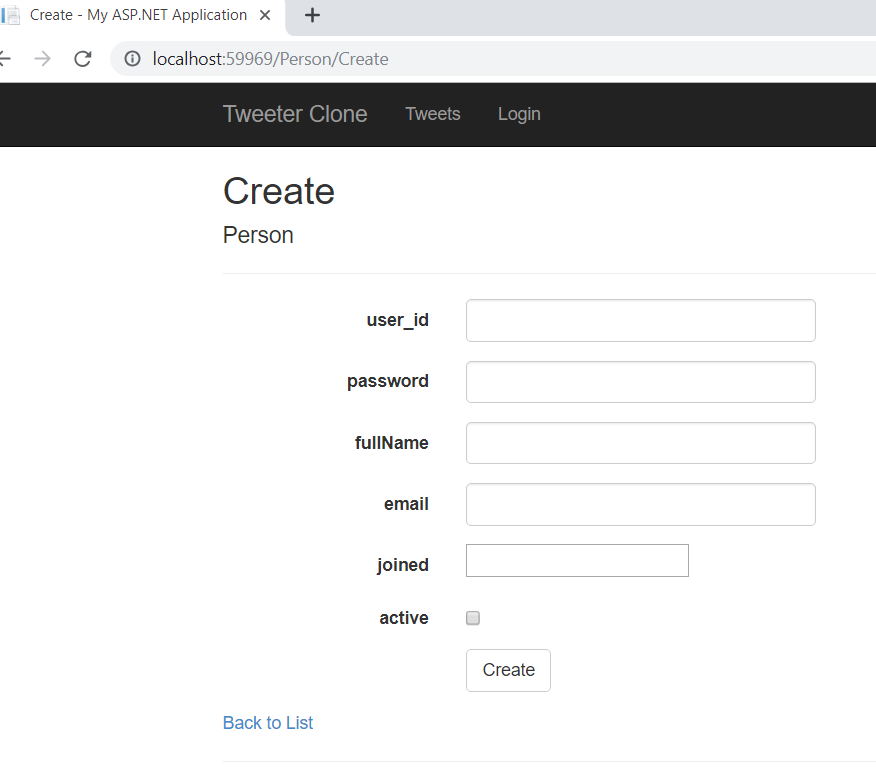 Create - My ASP.NET Application
localhost:59969/Person/Create
Tweeter Clone Tweets Login
Create
Person
user_id
password
fullName
email
joined
active
Create
Back to List